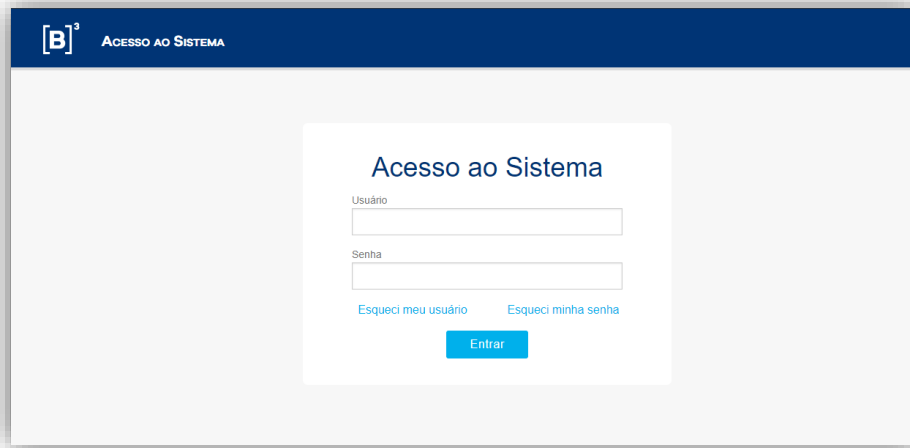 [B]³ ACESSO AO SISTEMA
Acesso ao Sistema
Usuário
Senha
Esqueci meu usuário Esqueci minha senha
Entrar